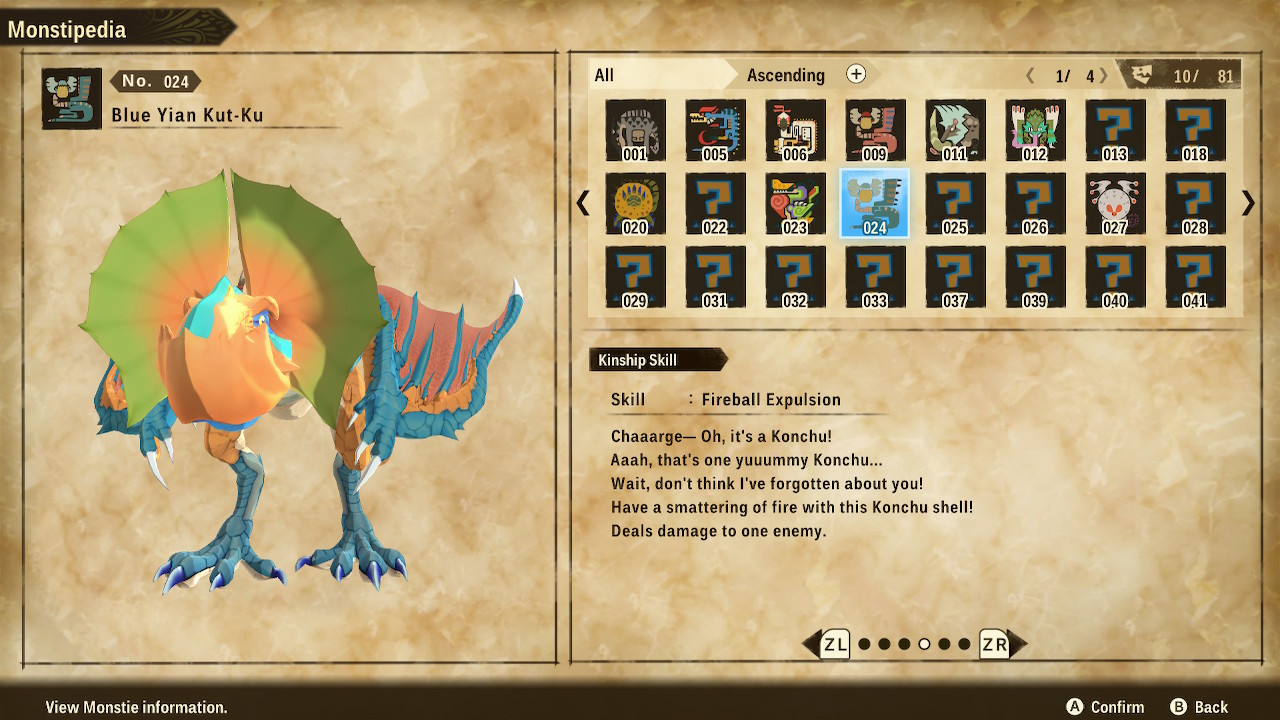 Monstipedia
No. 024
Blue Yian Kut-Ku
All
Ascending
1/ 4
10/ 81
001 005 006 009 011 012 013 018
020 022 023 024 025 026 027 028
029 031 032 033 037 039 040 041
Kinship Skill
Skill : Fireball Expulsion
Chaaarge— Oh, it's a Konchu!
Aaah, that's one yuuummy Konchu...
Wait, don't think I've forgotten about you!
Have a smattering of fire with this Konchu shell!
Deals damage to one enemy.
ZL ZR
View Monstie information.
A Confirm B Back